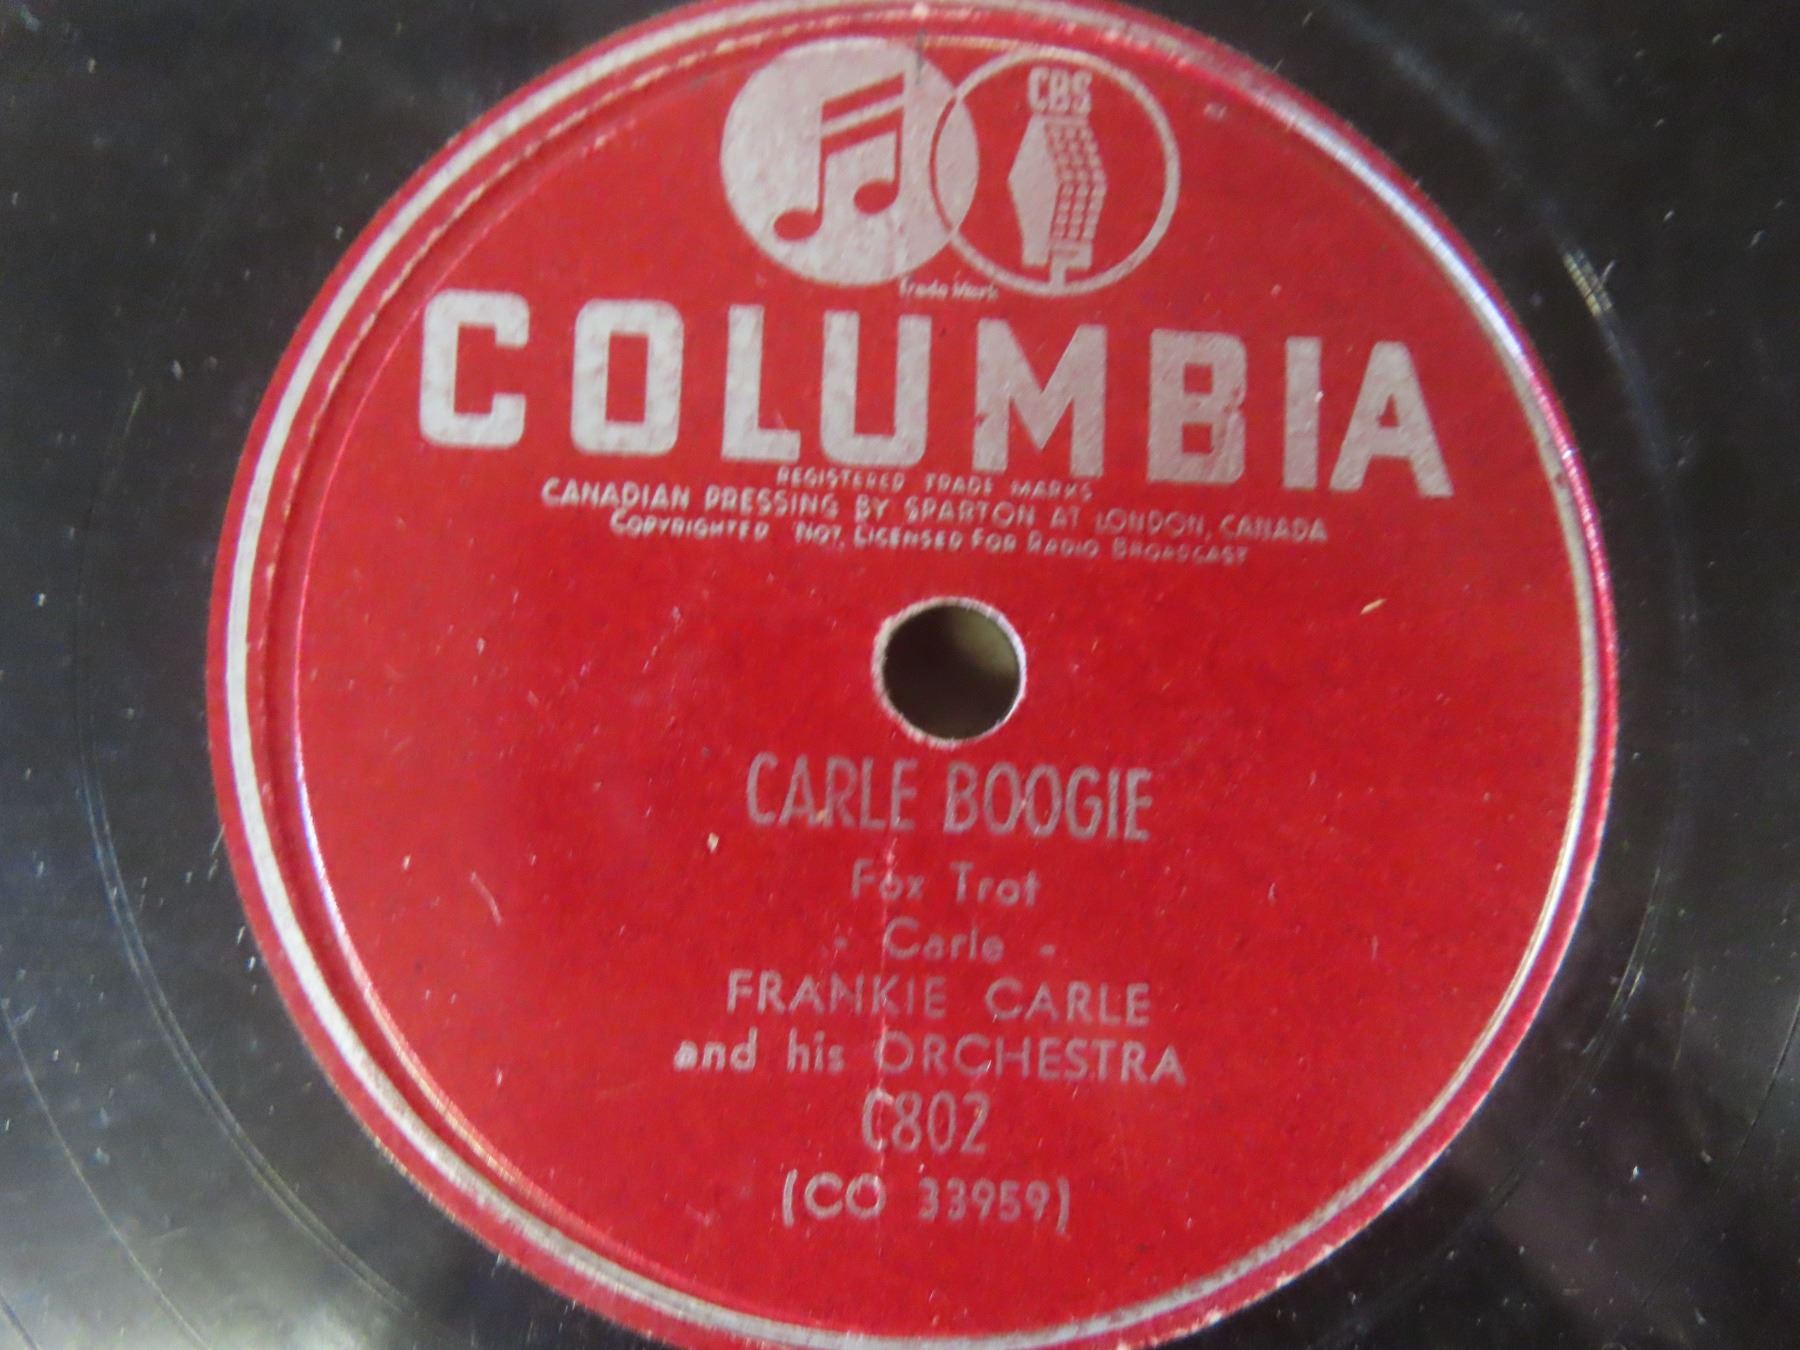 CBS
Trade Mark
COLUMBIA
REGISTERED TRADE MARKS
CANADIAN PRESSING BY SPARTON AT LONDON, CANADA
COPYRIGHTED NOT LICENSED FOR RADIO BROADCAST
CARLE BOOGIE
Fox Trot
- Carle -
FRANKIE CARLE
and his ORCHESTRA
C802
(CO 33959)